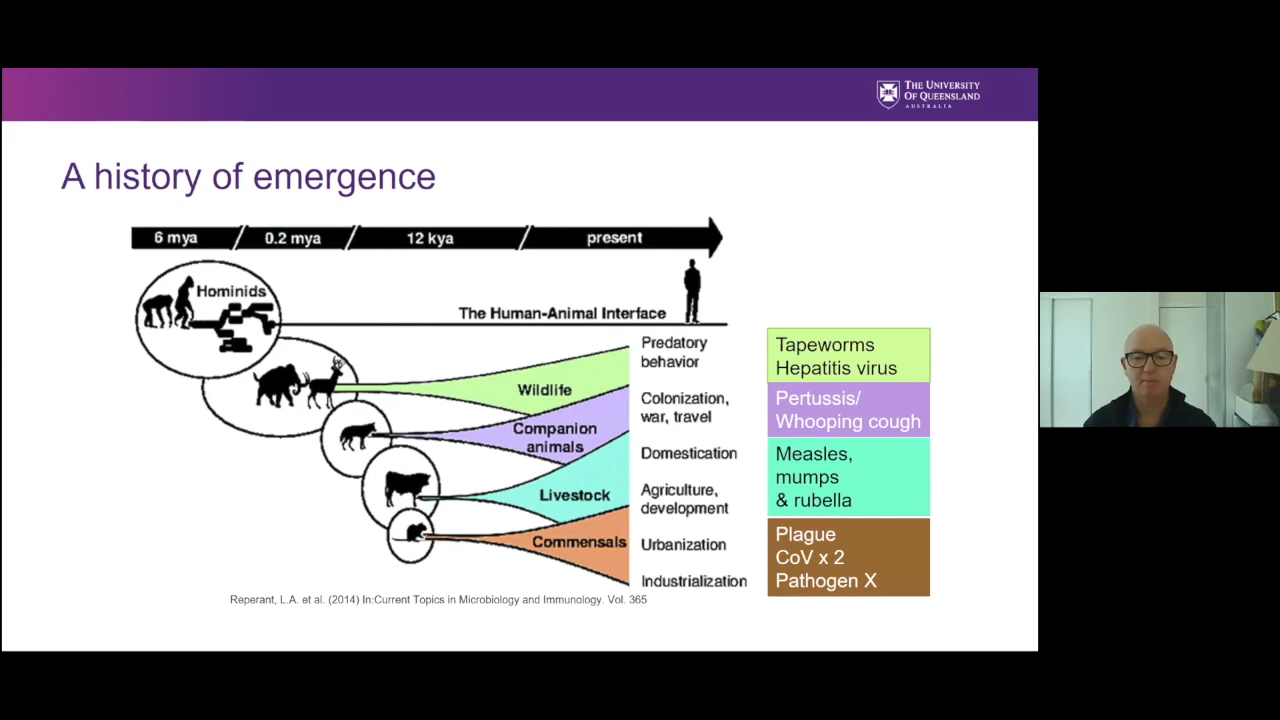 THE UNIVERSITY
OF QUEENSLAND
AUSTRALIA
A history of emergence
6 mya
0.2 mya
12 kya
present
Hominids
The Human-Animal Interface
Wildlife
Companion
animals
Livestock
Commensals
Predatory
behavior
Colonization,
war, travel
Domestication
Agriculture,
development
Urbanization
Industrialization
Tapeworms
Hepatitis virus
Pertussis/
Whooping cough
Measles,
mumps
& rubella
Plague
CoV x 2
Pathogen X
Reperant, L.A. et al. (2014) In:Current Topics in Microbiology and Immunology. Vol. 365